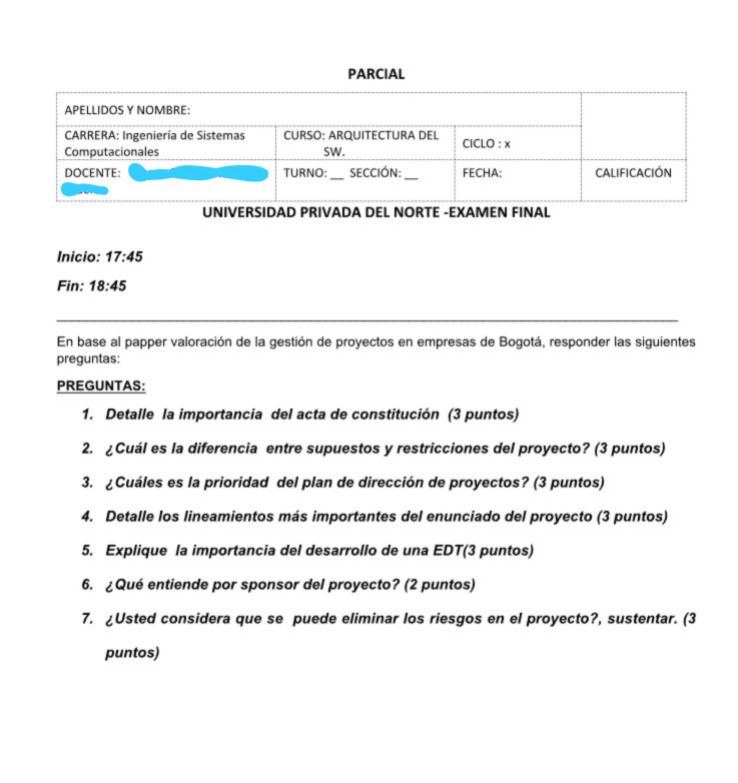 PARCIAL
APELLIDOS Y NOMBRE:
CARRERA: Ingeniería de Sistemas
Computacionales
CURSO: ARQUITECTURA DEL
SW.
CICLO : x
DOCENTE:
TURNO: __ SECCIÓN: __
FECHA:
CALIFICACIÓN
UNIVERSIDAD PRIVADA DEL NORTE -EXAMEN FINAL
Inicio: 17:45
Fin: 18:45
En base al papper valoración de la gestión de proyectos en empresas de Bogotá, responder las siguientes
preguntas:
PREGUNTAS:
1. Detalle la importancia del acta de constitución (3 puntos)
2. ¿Cuál es la diferencia entre supuestos y restricciones del proyecto? (3 puntos)
3. ¿Cuáles es la prioridad del plan de dirección de proyectos? (3 puntos)
4. Detalle los lineamientos más importantes del enunciado del proyecto (3 puntos)
5. Explique la importancia del desarrollo de una EDT(3 puntos)
6. ¿Qué entiende por sponsor del proyecto? (2 puntos)
7. ¿Usted considera que se puede eliminar los riesgos en el proyecto?, sustentar. (3
puntos)